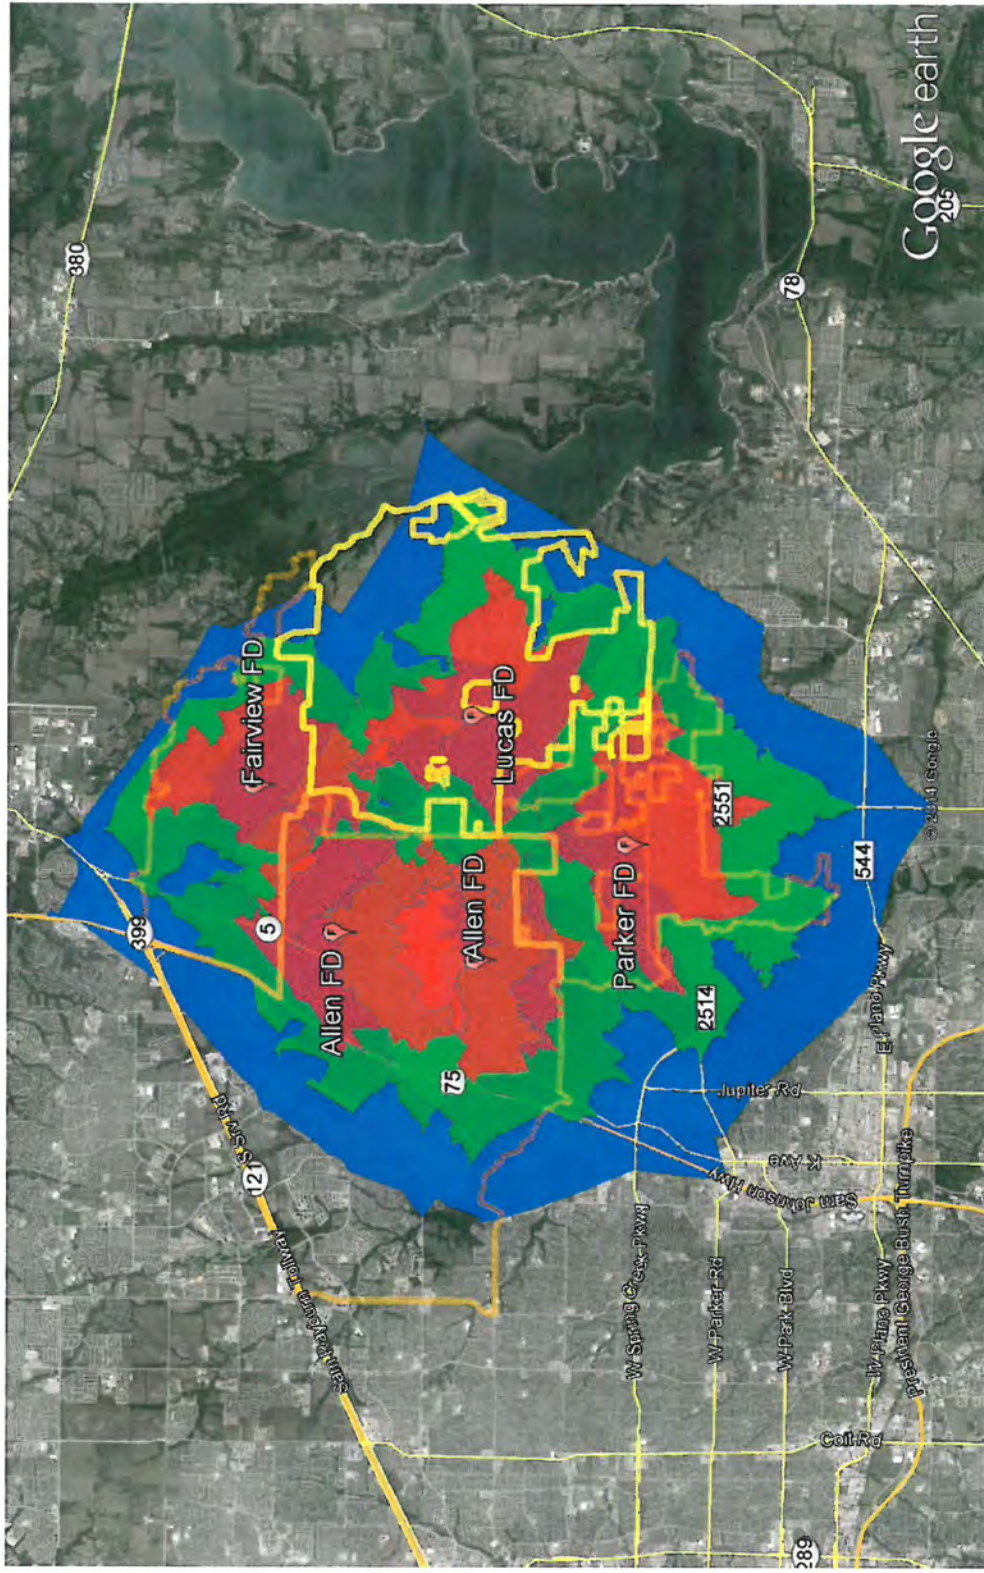 380
399
Fairview FD
5
121
S Srv Rd
Sam Rayburn Tollway
Allen FD
75
Allen FD
Lucas FD
Parker FD
2551
2514
544
E Plano Pkwy
Jupiter Rd
K Ave
Sam Johnson Hwy
W Spring Creek Pkwy
W Parker Rd
W Park Blvd
W Plano Pkwy
President George Bush Turnpike
Coit Rd
289
78
205
© 2014 Google
Google earth